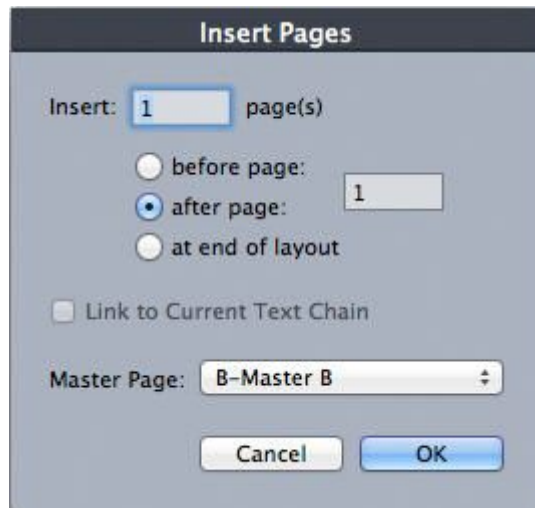 Insert Pages
Insert: 1 page(s)
before page:
after page: 1
at end of layout
Link to Current Text Chain
Master Page: B-Master B
Cancel OK